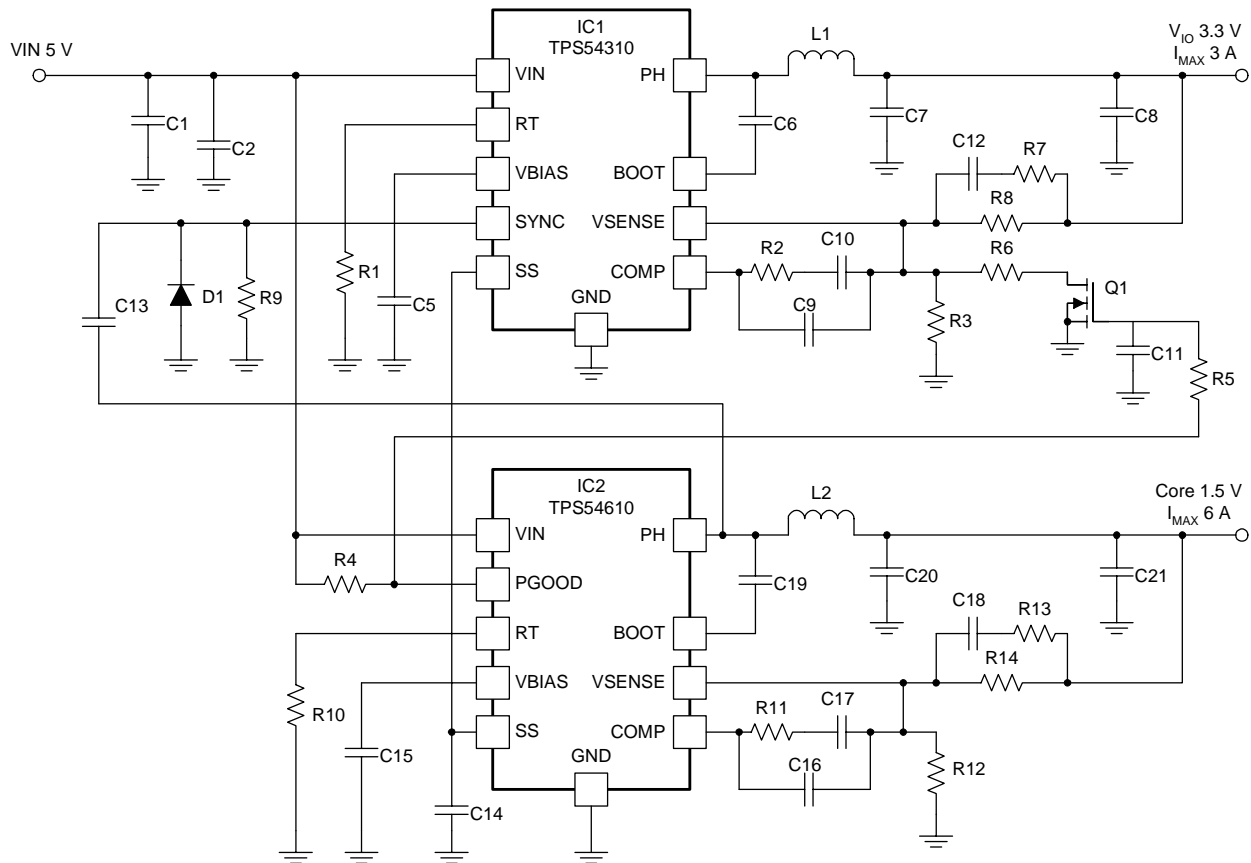 IC1
TPS54310
L1
VIN 5 V
V_IO 3.3 V
I_MAX 3 A
VIN
PH
C1
C2
RT
C6
C7
C8
VBIAS
BOOT
C12
R7
SYNC
VSENSE
R8
R2
C10
R6
SS
COMP
R1
Q1
C13
D1
R9
C5
GND
C9
R3
C11
R5
IC2
TPS54610
L2
Core 1.5 V
I_MAX 6 A
VIN
PH
R4
PGOOD
C19
C20
C21
RT
BOOT
C18
R13
R14
VBIAS
VSENSE
R10
R11
C17
SS
COMP
C15
GND
C16
R12
C14